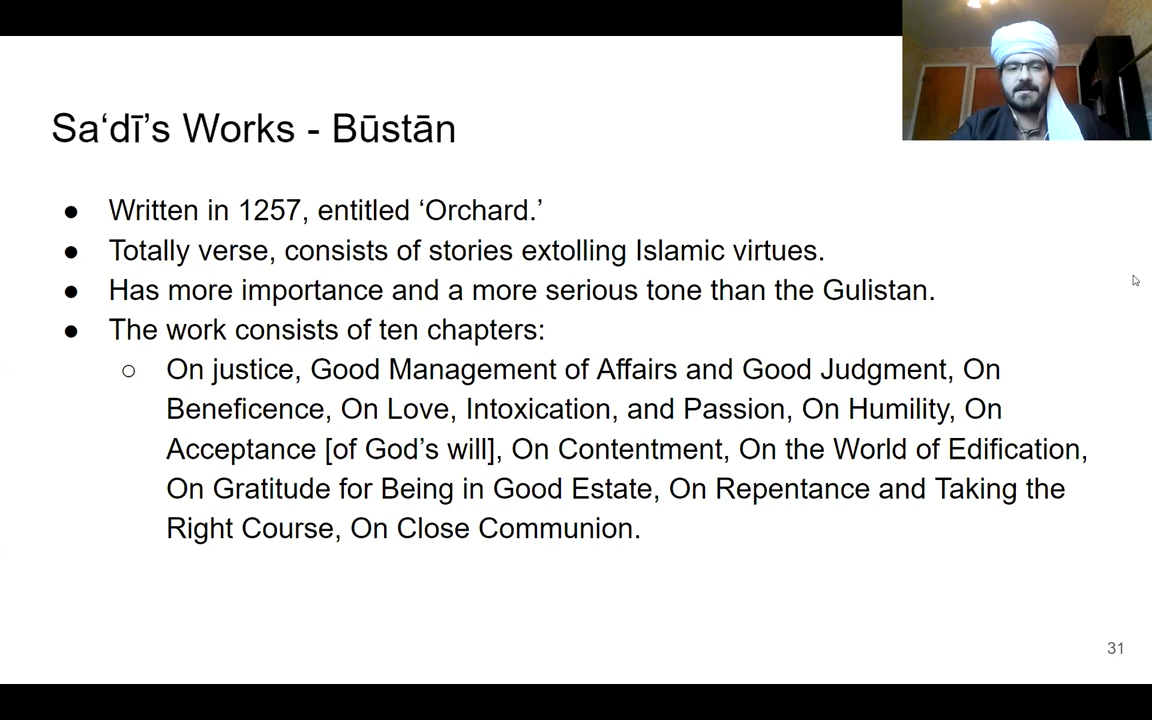 Sa‘dī’s Works - Būstān
● Written in 1257, entitled ‘Orchard.’
● Totally verse, consists of stories extolling Islamic virtues.
● Has more importance and a more serious tone than the Gulistan.
● The work consists of ten chapters:
○ On justice, Good Management of Affairs and Good Judgment, On
Beneficence, On Love, Intoxication, and Passion, On Humility, On
Acceptance [of God’s will], On Contentment, On the World of Edification,
On Gratitude for Being in Good Estate, On Repentance and Taking the
Right Course, On Close Communion.
31